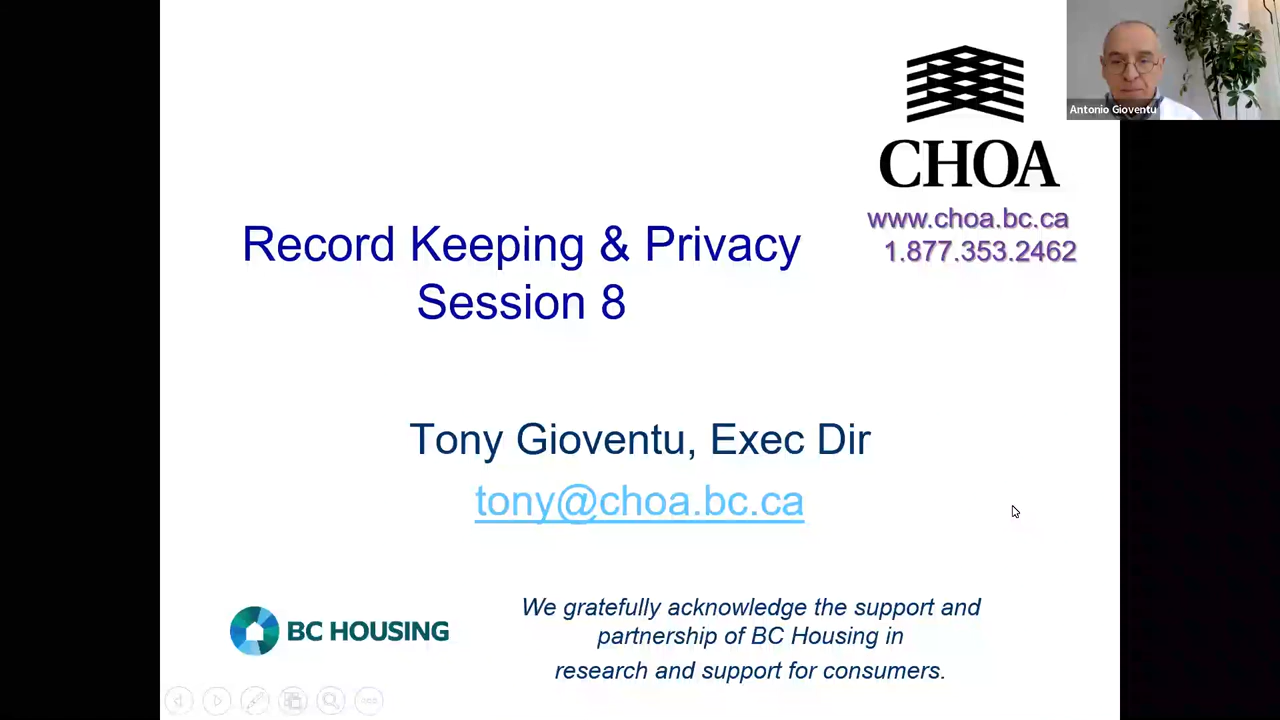 Antonio Gioventu
CHOA
www.choa.bc.ca
1.877.353.2462
Record Keeping & Privacy
Session 8
Tony Gioventu, Exec Dir
tony@choa.bc.ca
BC HOUSING
We gratefully acknowledge the support and
partnership of BC Housing in
research and support for consumers.